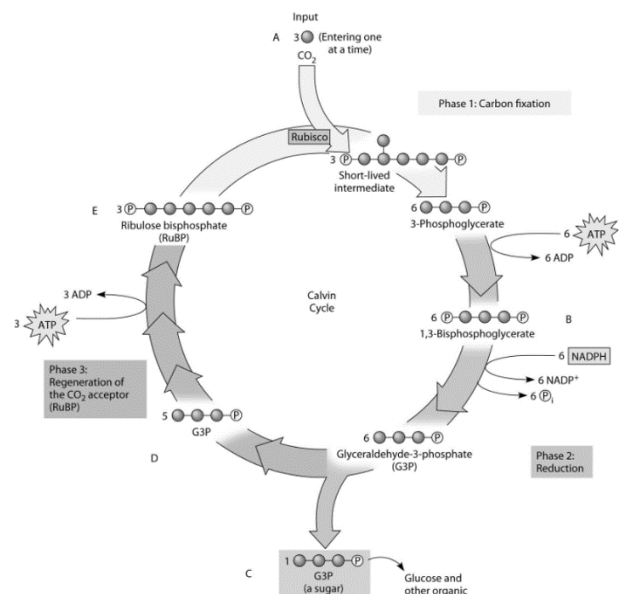 Input
A 3 (Entering one
at a time)
CO2
Phase 1: Carbon fixation
Rubisco
3 P P
Short-lived
intermediate
6 P
3-Phosphoglycerate
6 ATP
6 ADP
E 3 P P
Ribulose bisphosphate
(RuBP)
3 ADP
3 ATP
Calvin
Cycle
6 P P B
1,3-Bisphosphoglycerate
6 NADPH
6 NADP+
6 Pi
Phase 3:
Regeneration of
the CO2 acceptor
(RuBP)
5 P
G3P
D
6 P
Glyceraldehyde-3-phosphate
(G3P)
Phase 2:
Reduction
C 1 P
G3P
(a sugar)
Glucose and
other organic